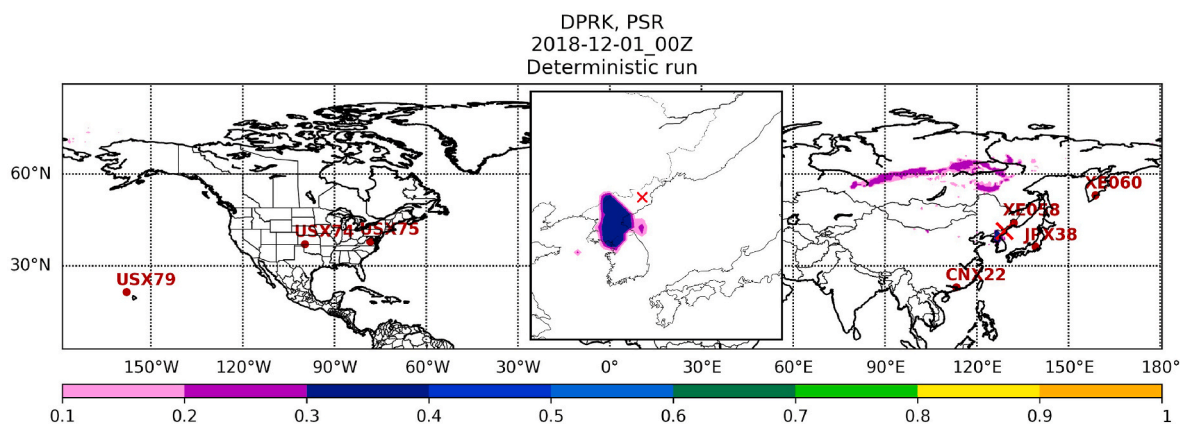 DPRK, PSR
2018-12-01_00Z
Deterministic run
60°N
30°N
XE060
XE058
USX74 USX75
JPX38
USX79
CNX22
150°W 120°W 90°W 60°W 30°W 0° 30°E 60°E 90°E 120°E 150°E 180°
0.1 0.2 0.3 0.4 0.5 0.6 0.7 0.8 0.9 1